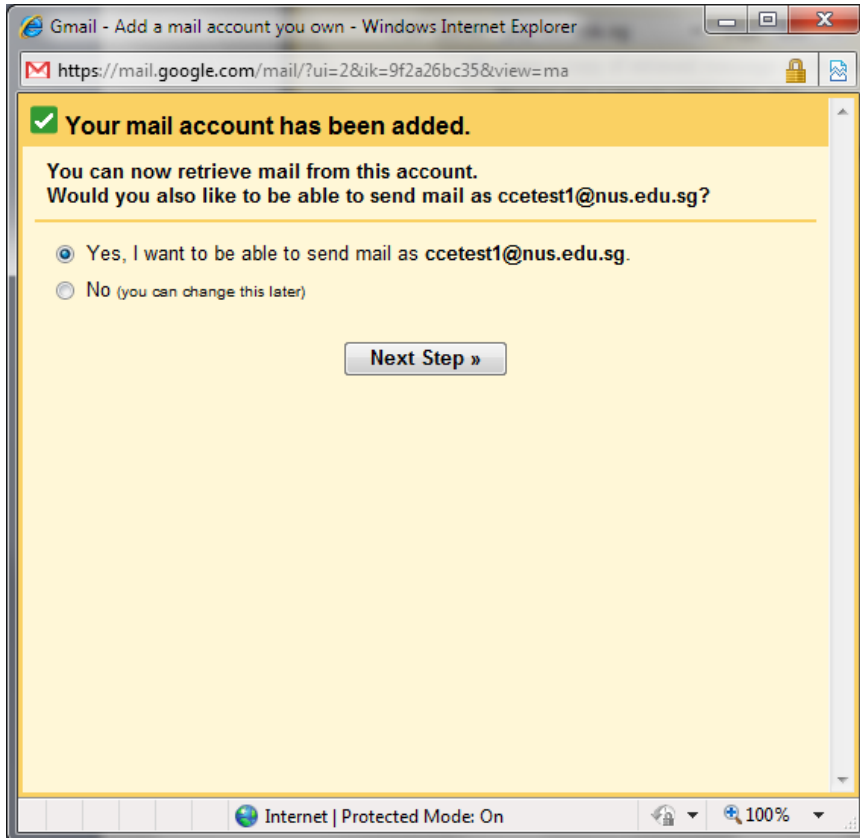 Gmail - Add a mail account you own - Windows Internet Explorer
https://mail.google.com/mail/?ui=2&ik=9f2a26bc35&view=ma
Your mail account has been added.
You can now retrieve mail from this account.
Would you also like to be able to send mail as ccetest1@nus.edu.sg?
Yes, I want to be able to send mail as ccetest1@nus.edu.sg.
No (you can change this later)
Next Step »
Internet | Protected Mode: On
100%